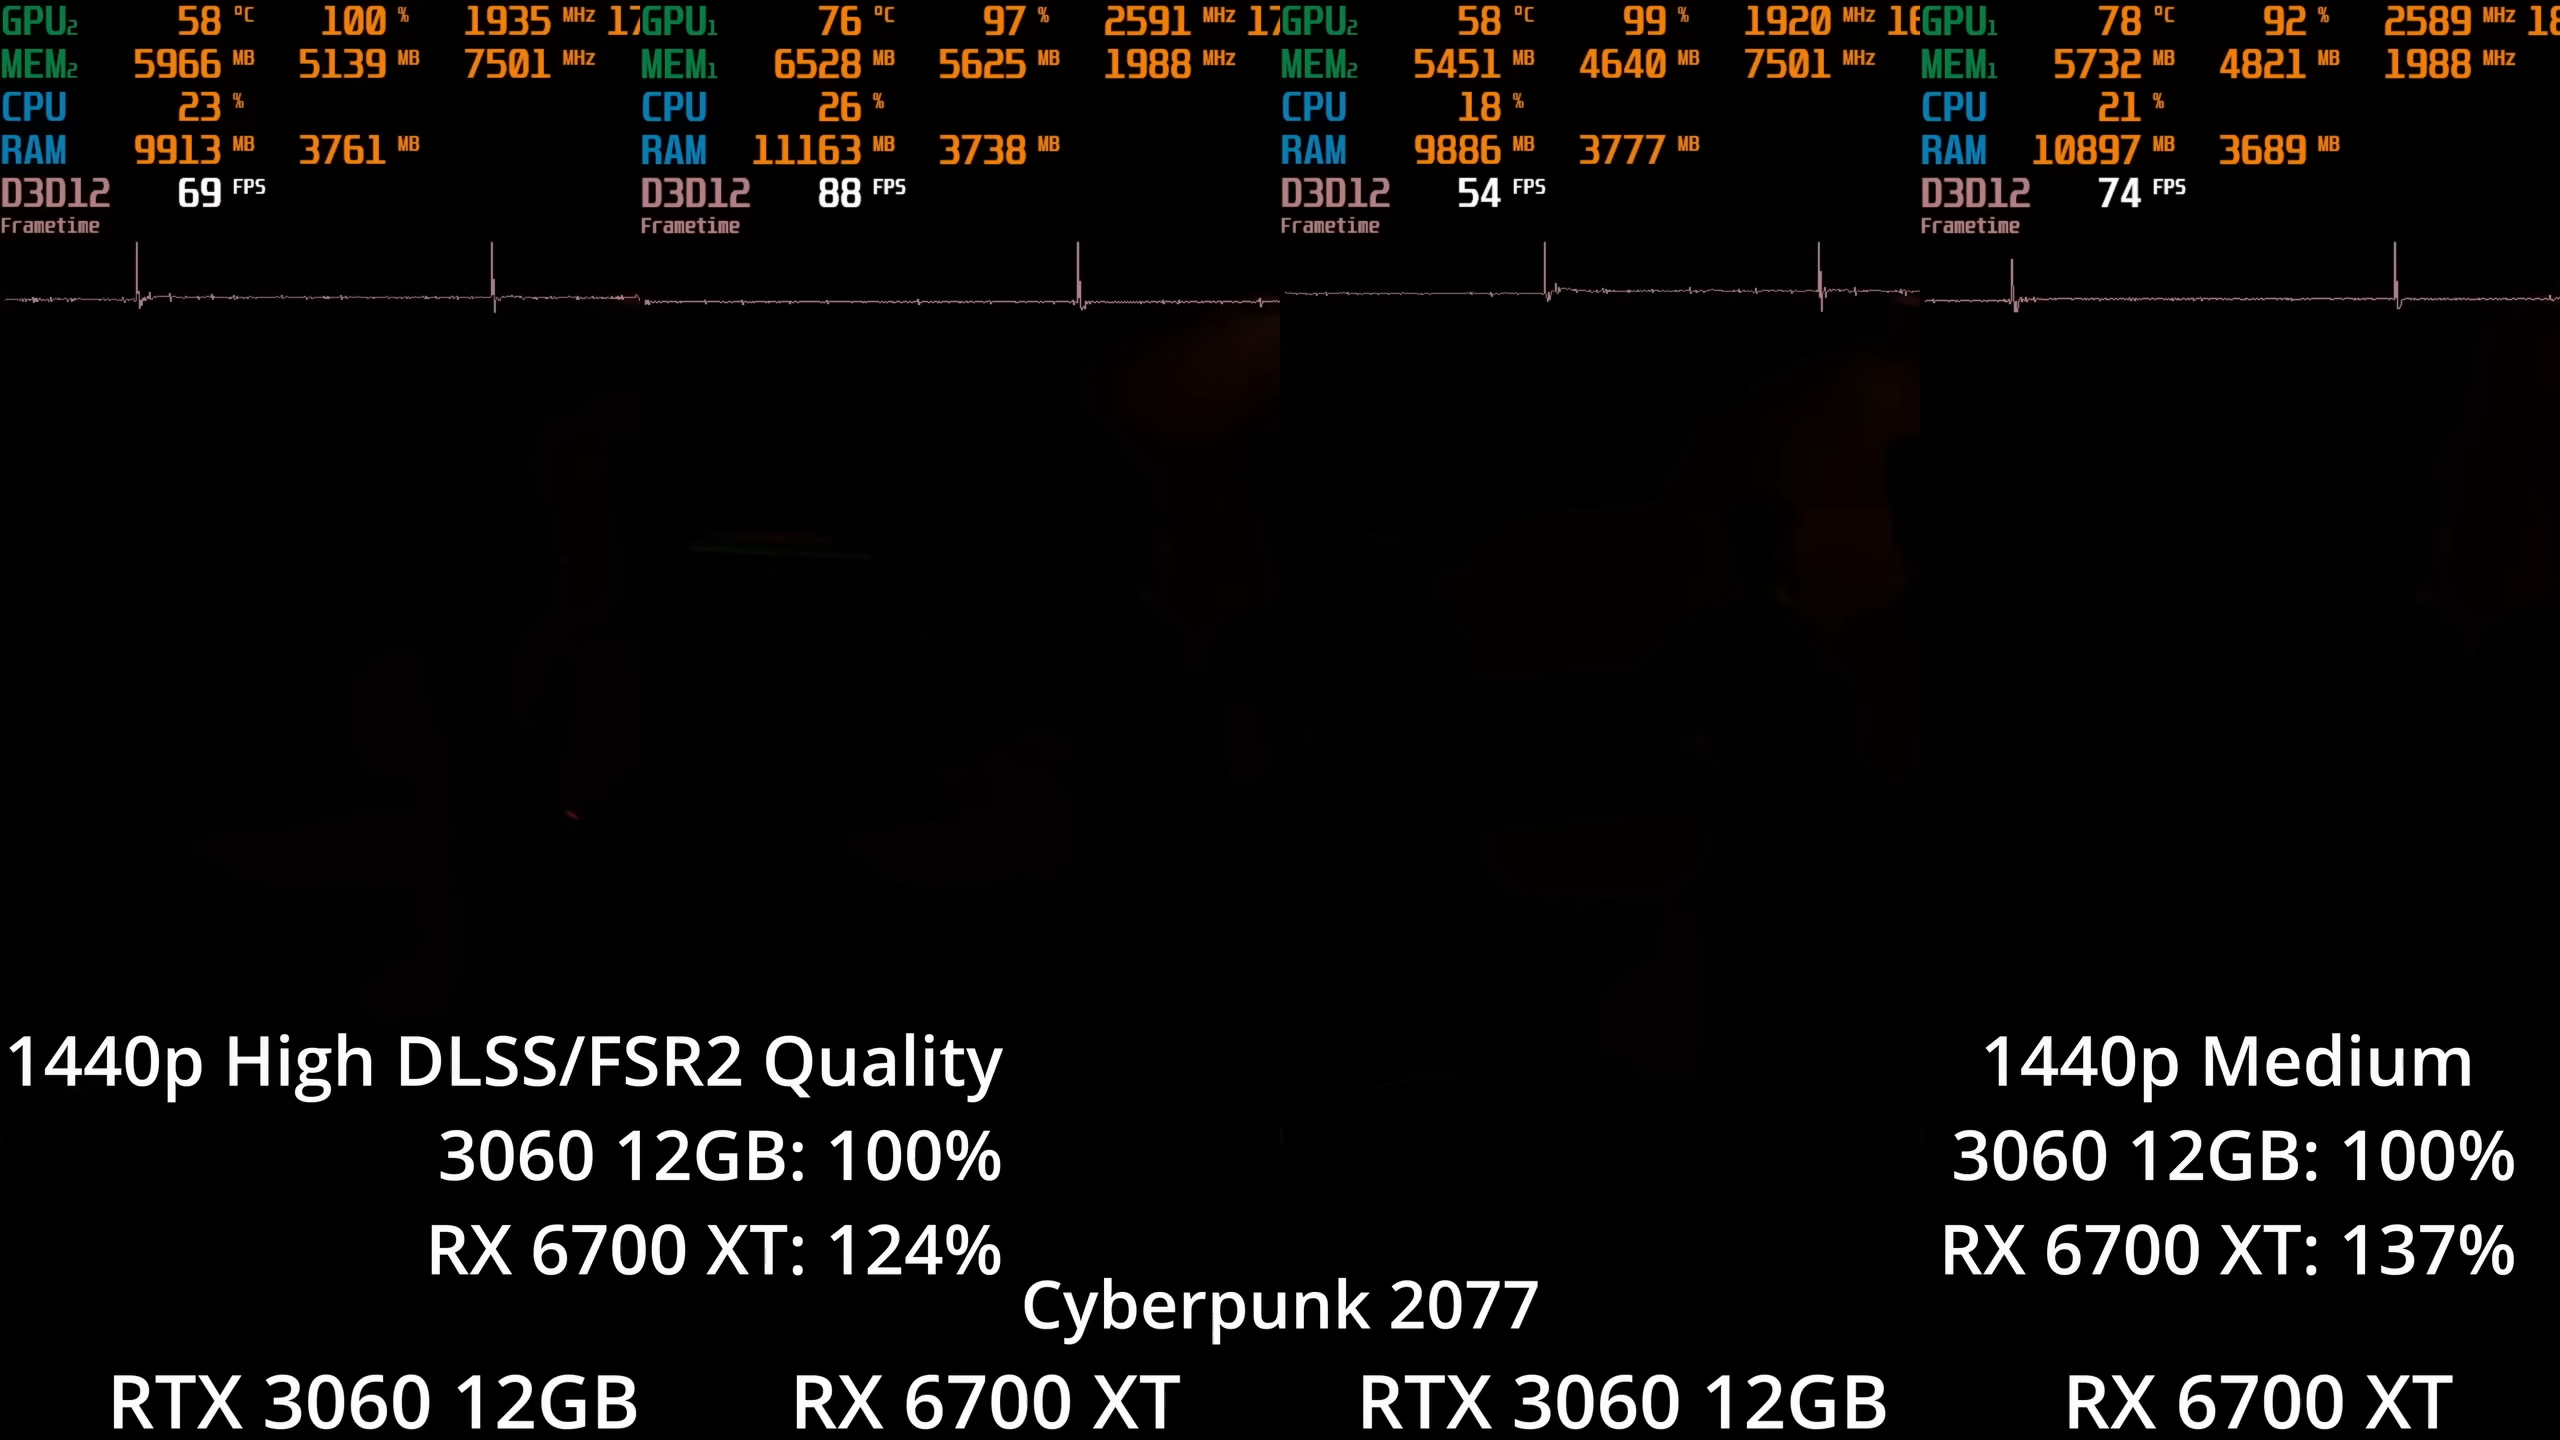 GPU2 58 °C 100 % 1935 MHz 17
MEM2 5966 MB 5139 MB 7501 MHz
CPU 23 %
RAM 9913 MB 3761 MB
D3D12 69 FPS
Frametime
GPU1 76 °C 97 % 2591 MHz 17
MEM1 6528 MB 5625 MB 1988 MHz
CPU 26 %
RAM 11163 MB 3738 MB
D3D12 88 FPS
Frametime
GPU2 58 °C 99 % 1920 MHz
MEM2 5451 MB 4640 MB 7501 MHz
CPU 18 %
RAM 9886 MB 3777 MB
D3D12 54 FPS
Frametime
GPU1 78 °C 92 % 2589 MHz
MEM1 5732 MB 4821 MB 1988 MHz
CPU 21 %
RAM 10897 MB 3689 MB
D3D12 74 FPS
Frametime
1440p High DLSS/FSR2 Quality
3060 12GB: 100%
RX 6700 XT: 124%
1440p Medium
3060 12GB: 100%
RX 6700 XT: 137%
Cyberpunk 2077
RTX 3060 12GB
RX 6700 XT
RTX 3060 12GB
RX 6700 XT